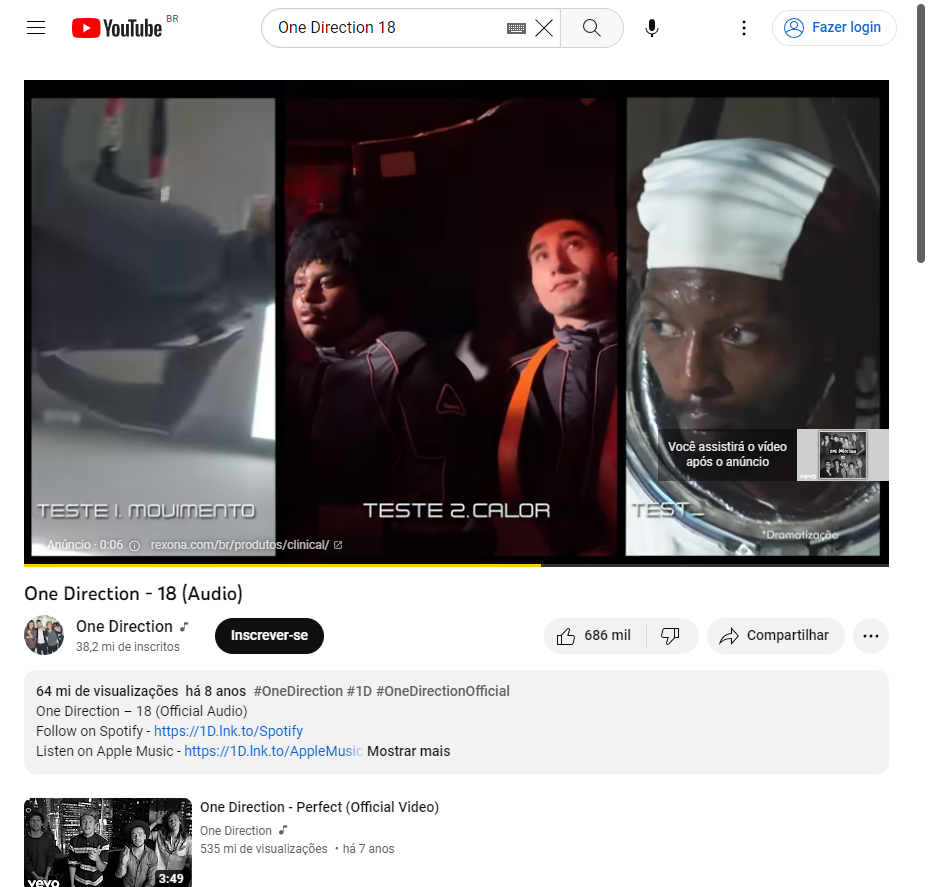 YouTube BR
One Direction 18
Fazer login
Você assistirá o vídeo
após o anúncio
vevo
TESTE 1. MOVIMENTO
TESTE 2.CALOR
TEST_
*Dramatização
Anúncio · 0:06
rexona.com/br/produtos/clinical/
One Direction - 18 (Audio)
One Direction
38,2 mi de inscritos
Inscrever-se
686 mil
Compartilhar
64 mi de visualizações há 8 anos #OneDirection #1D #OneDirectionOfficial
One Direction – 18 (Official Audio)
Follow on Spotify - https://1D.lnk.to/Spotify
Listen on Apple Music - https://1D.lnk.to/AppleMusic Mostrar mais
One Direction - Perfect (Official Video)
One Direction
535 mi de visualizações • há 7 anos
vevo
3:49